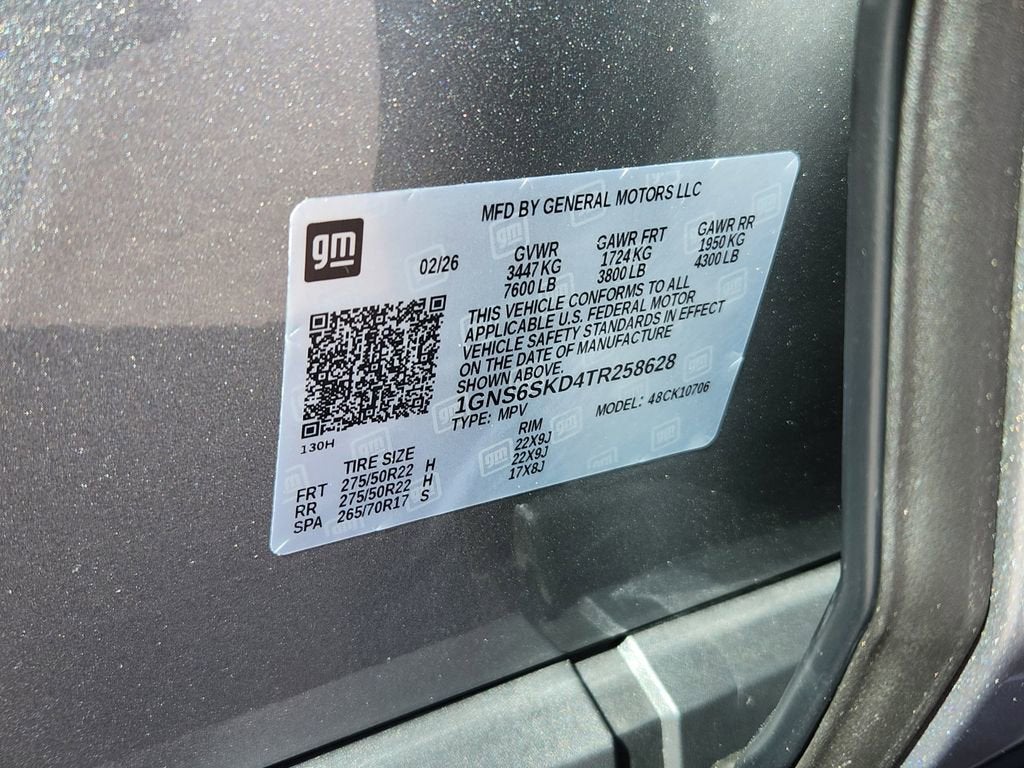 gm
MFD BY GENERAL MOTORS LLC
02/26
GVWR
3447 KG
7600 LB
GAWR FRT
1724 KG
3800 LB
GAWR RR
1950 KG
4300 LB
THIS VEHICLE CONFORMS TO ALL
APPLICABLE U.S. FEDERAL MOTOR
VEHICLE SAFETY STANDARDS IN EFFECT
ON THE DATE OF MANUFACTURE
SHOWN ABOVE.
1GNS6SKD4TR258628
TYPE: MPV
MODEL: 48CK10706
130H
TIRE SIZE
RIM
FRT 275/50R22 H 22X9J
RR 275/50R22 H 22X9J
SPA 265/70R17 S 17X8J